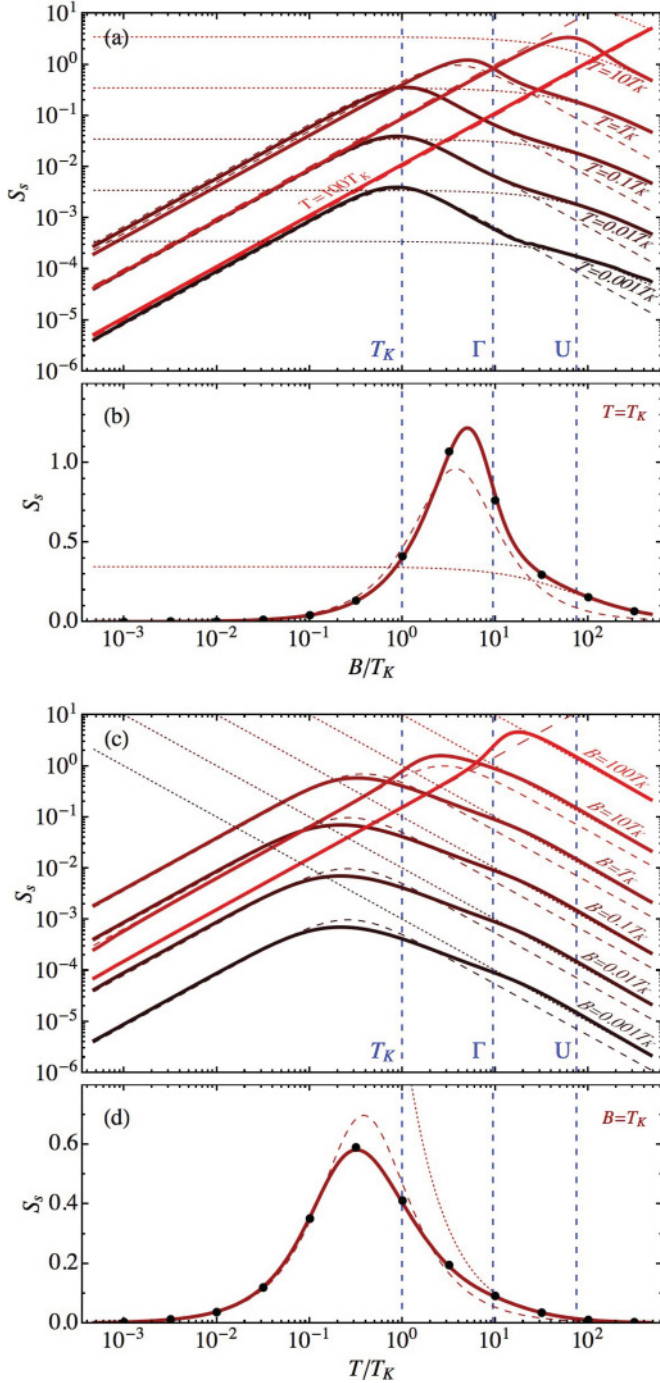 (a)
10^1
10^0
10^-1
10^-2
10^-3
10^-4
10^-5
10^-6
S_s
T=10T_K
T=T_K
T=0.1T_K
T=0.01T_K
T=0.001T_K
T=100T_K
T_K
Γ
U
(b)
T=T_K
S_s
1.0
0.5
0.0
10^-3
10^-2
10^-1
10^0
10^1
10^2
B/T_K
(c)
10^1
10^0
10^-1
10^-2
10^-3
10^-4
10^-5
10^-6
S_s
B=100T_K
B=10T_K
B=T_K
B=0.1T_K
B=0.01T_K
B=0.001T_K
T_K
Γ
U
(d)
B=T_K
S_s
0.6
0.4
0.2
0.0
10^-3
10^-2
10^-1
10^0
10^1
10^2
T/T_K